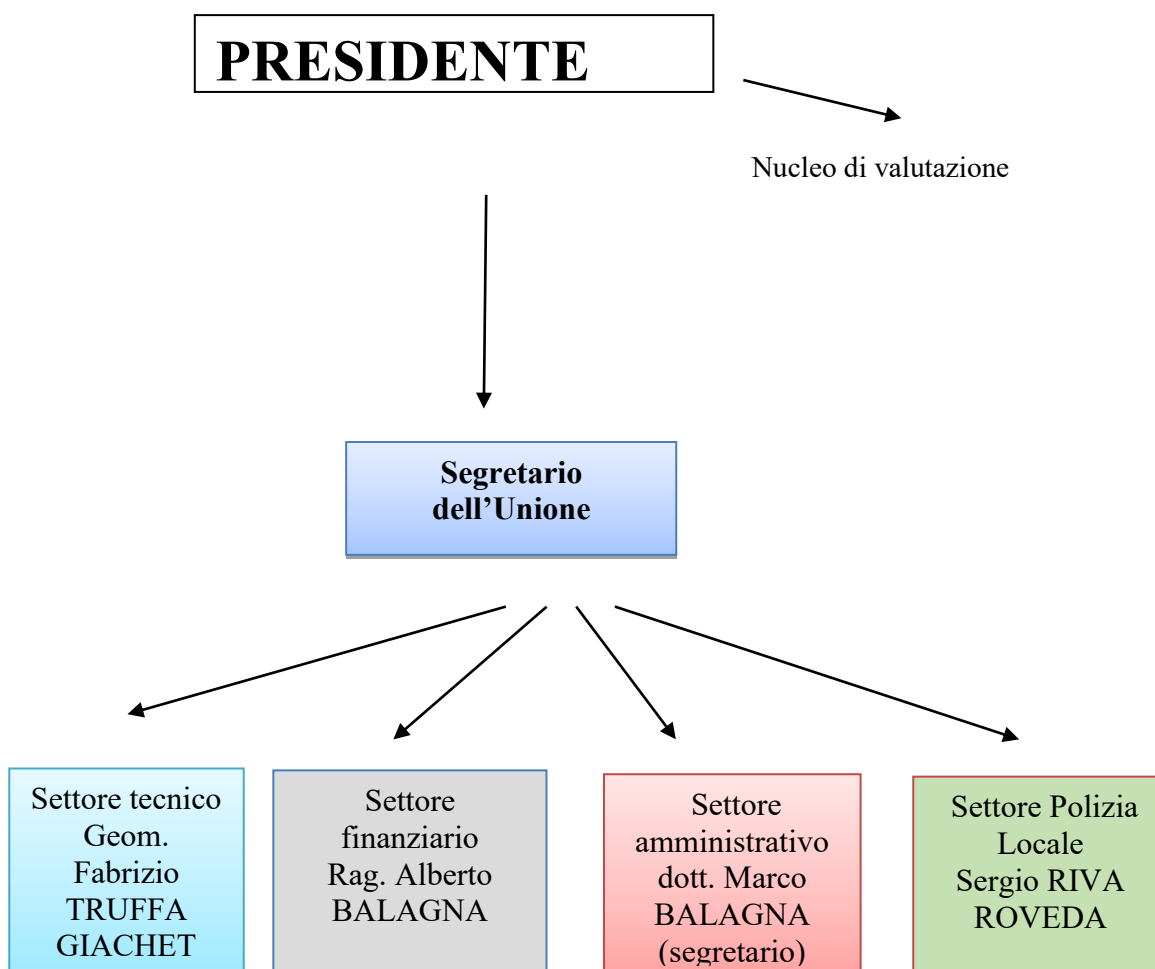 PRESIDENTE
Nucleo di valutazione
Segretario
dell’Unione
Settore tecnico
Geom.
Fabrizio
TRUFFA
GIACHET
Settore
finanziario
Rag. Alberto
BALAGNA
Settore
amministrativo
dott. Marco
BALAGNA
(segretario)
Settore Polizia
Locale
Sergio RIVA
ROVEDA